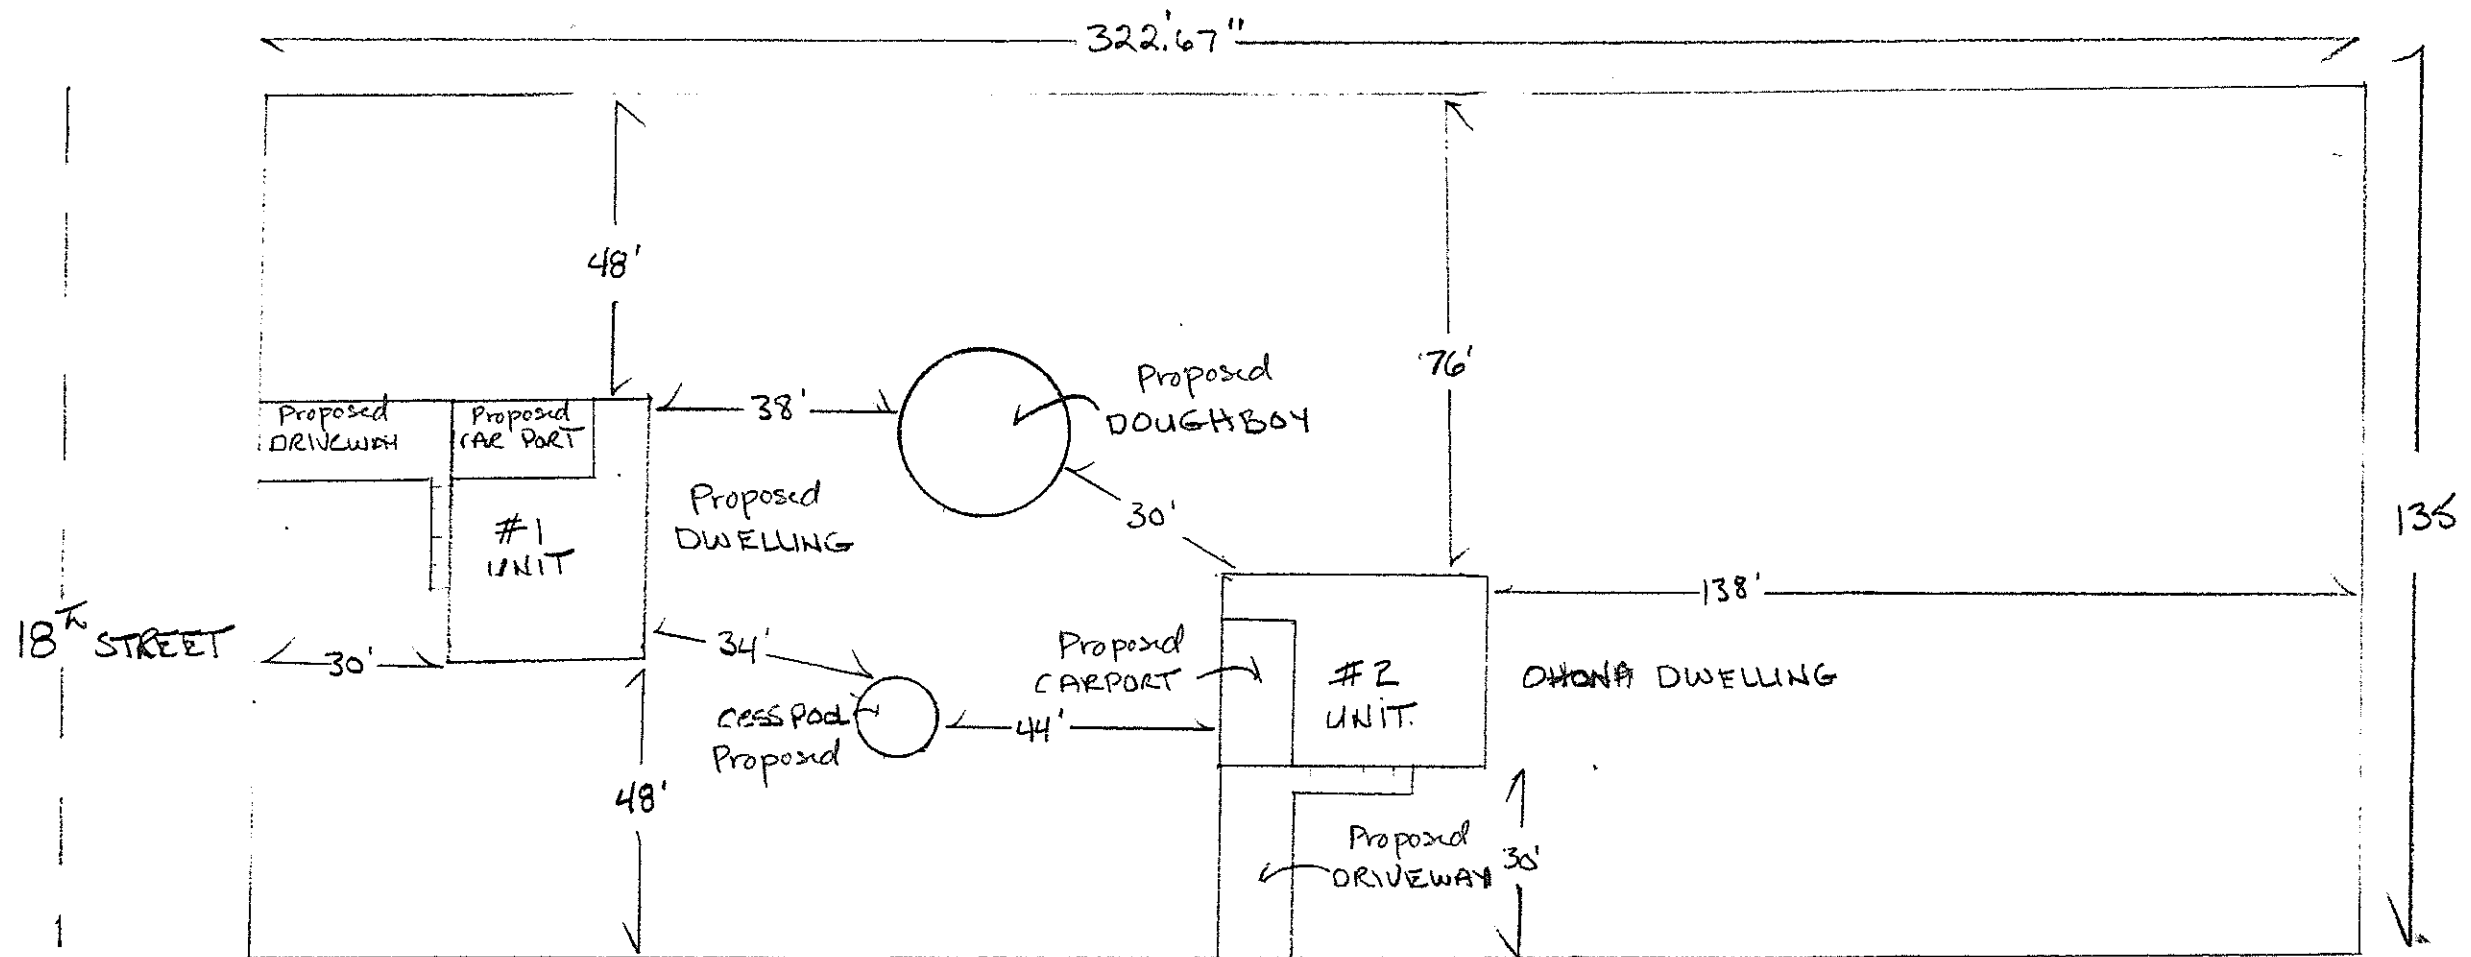 322.'67"
48'
76'
Proposed
DRIVEWAY
Proposed
CAR PORT
38'
Proposed
DOUGHBOY
#1
UNIT
Proposed
DWELLING
30'
135
18th STREET
30'
34'
Cess Pool
Proposed
44'
Proposed
CARPORT
#2
UNIT.
138'
OHONA DWELLING
48'
Proposed
DRIVEWAY
30'